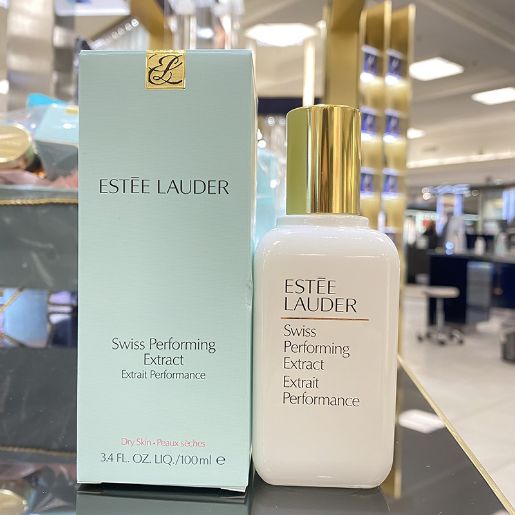 ESTĒE LAUDER
Swiss Performing
Extract
Extrait Performance
Dry Skin • Peaux sèches
3.4 FL. OZ. LIQ./100ml ℮
ESTĒE
LAUDER
Swiss
Performing
Extract
Extrait
Performance